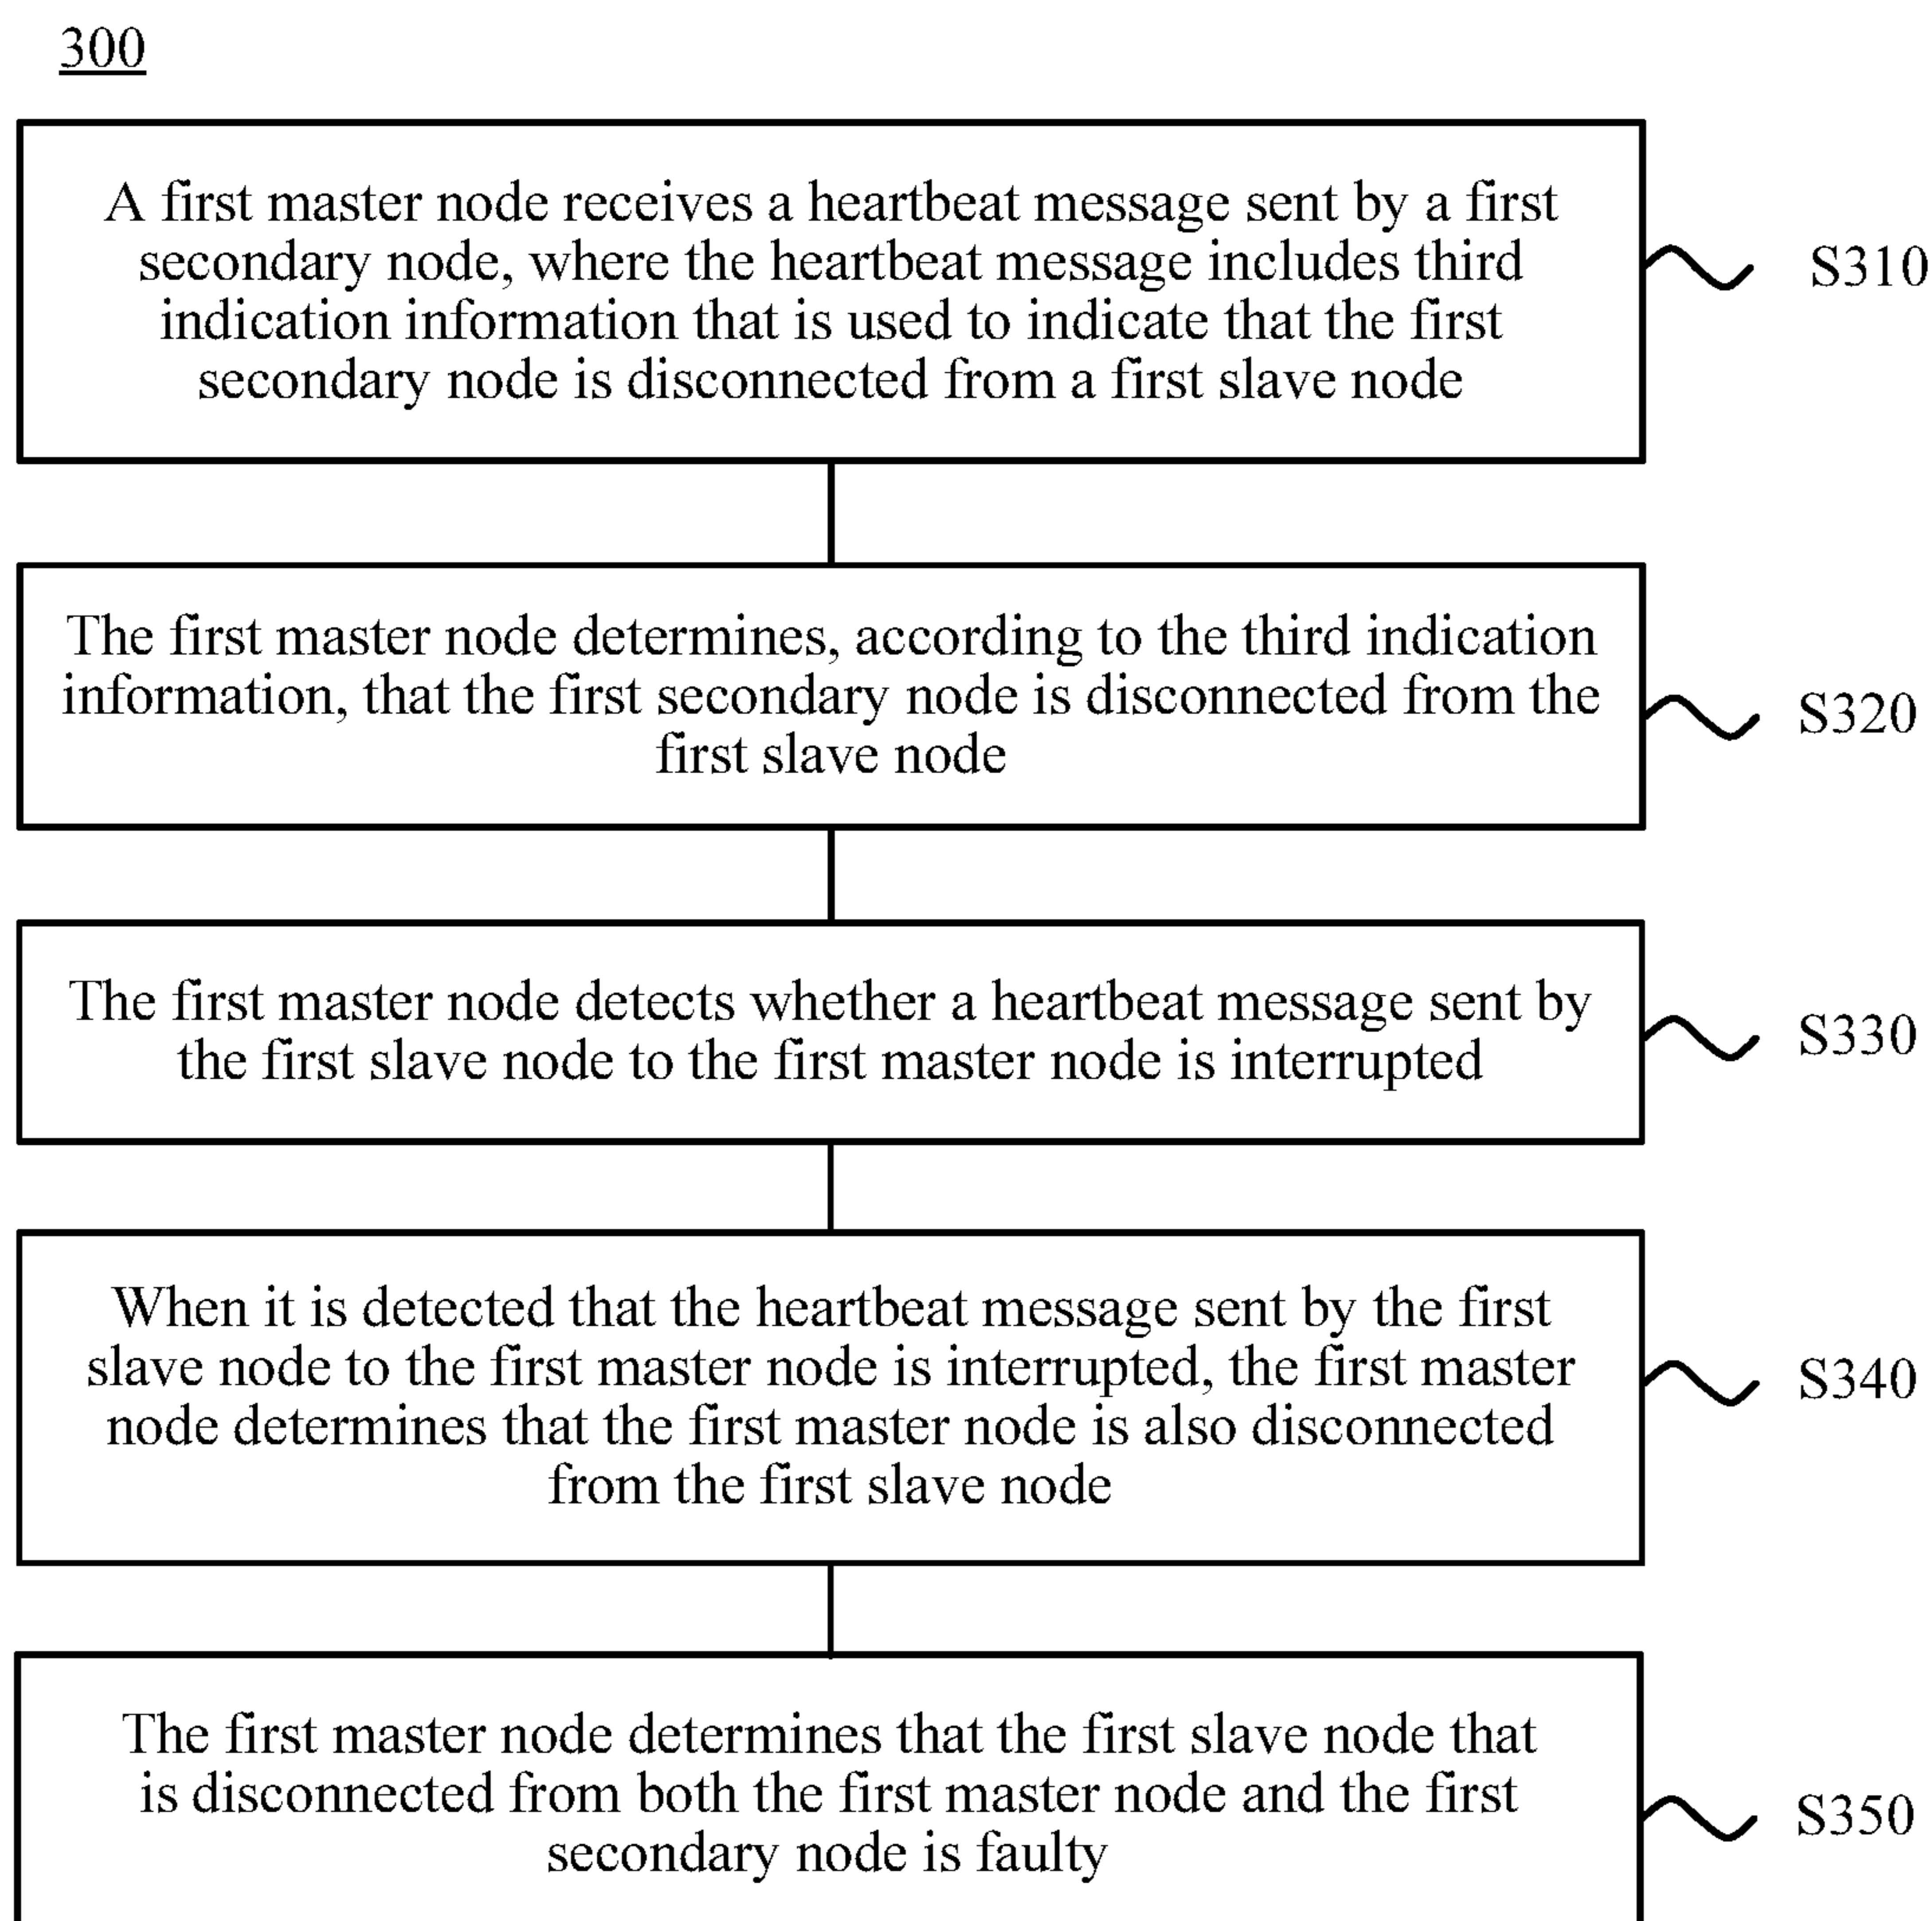 300
A first master node receives a heartbeat message sent by a first
secondary node, where the heartbeat message includes third
indication information that is used to indicate that the first
secondary node is disconnected from a first slave node
S310
The first master node determines, according to the third indication
information, that the first secondary node is disconnected from the
first slave node
S320
The first master node detects whether a heartbeat message sent by
the first slave node to the first master node is interrupted
S330
When it is detected that the heartbeat message sent by the first
slave node to the first master node is interrupted, the first master
node determines that the first master node is also disconnected
from the first slave node
S340
The first master node determines that the first slave node that
is disconnected from both the first master node and the first
secondary node is faulty
S350